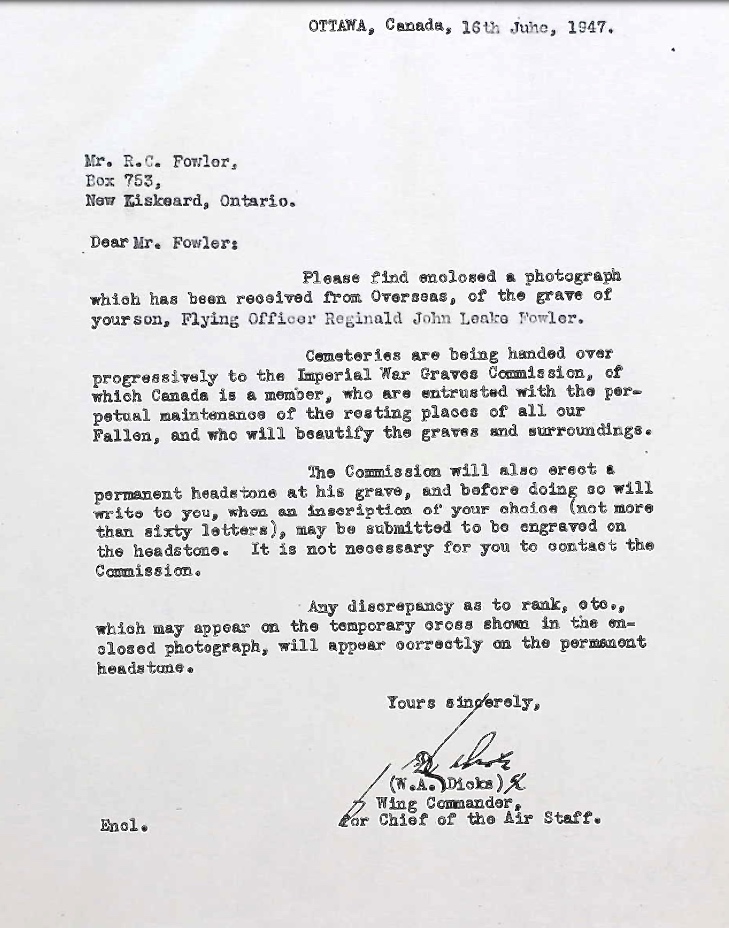 OTTAWA, Canada, 16th June, 1947.
Mr. R.C. Fowler,
Box 753,
New Liskeard, Ontario.
Dear Mr. Fowler:
Please find enclosed a photograph
which has been received from Overseas, of the grave of
your son, Flying Officer Reginald John Leake Fowler.
Cemeteries are being handed over
progressively to the Imperial War Graves Commission, of
which Canada is a member, who are entrusted with the per-
petual maintenance of the resting places of all our
Fallen, and who will beautify the graves and surroundings.
The Commission will also erect a
permanent headstone at his grave, and before doing so will
write to you, when an inscription of your choice (not more
than sixty letters), may be submitted to be engraved on
the headstone. It is not necessary for you to contact the
Commission.
Any discrepancy as to rank, etc.,
which may appear on the temporary cross shown in the en-
closed photograph, will appear correctly on the permanent
headstone.
Yours sincerely,
(W.A. Dicks)
Wing Commander,
for Chief of the Air Staff.
Encl.